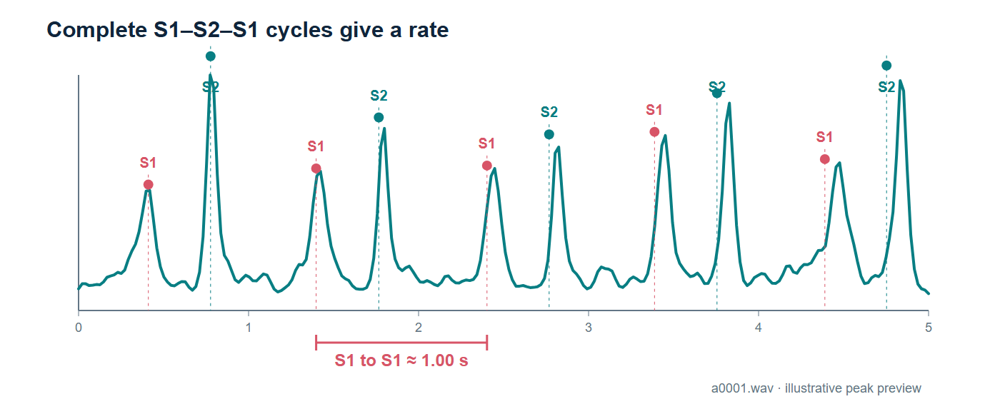 Complete S1–S2–S1 cycles give a rate
S1
S2
S1
S2
S1
S2
S1
S2
S1
S2
0 1 2 3 4 5
S1 to S1 ≈ 1.00 s
a0001.wav · illustrative peak preview